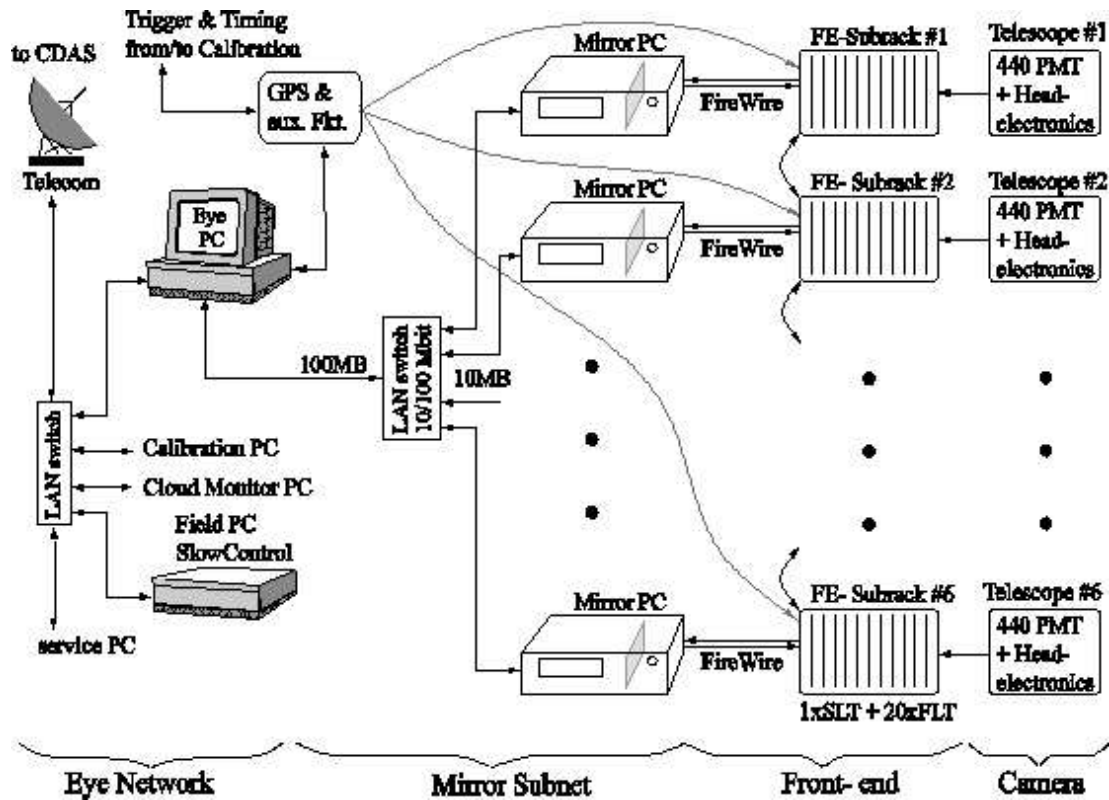 Trigger & Timing
from/to Calibration
to CDAS
Telecom
GPS &
aux. Fkt.
Eye
PC
Mirror PC
FireWire
FE-Subrack #1
Telescope #1
440 PMT
+ Head-
electronics
Mirror PC
FireWire
FE- Subrack #2
Telescope #2
440 PMT
+ Head-
electronics
100MB
LAN switch
10/100 Mbit
10MB
LAN switch
Calibration PC
Cloud Monitor PC
Field PC
SlowControl
service PC
Mirror PC
FireWire
FE- Subrack #6
1xSLT + 20xFLT
Telescope #6
440 PMT
+ Head-
electronics
Eye Network
Mirror Subnet
Front- end
Camera